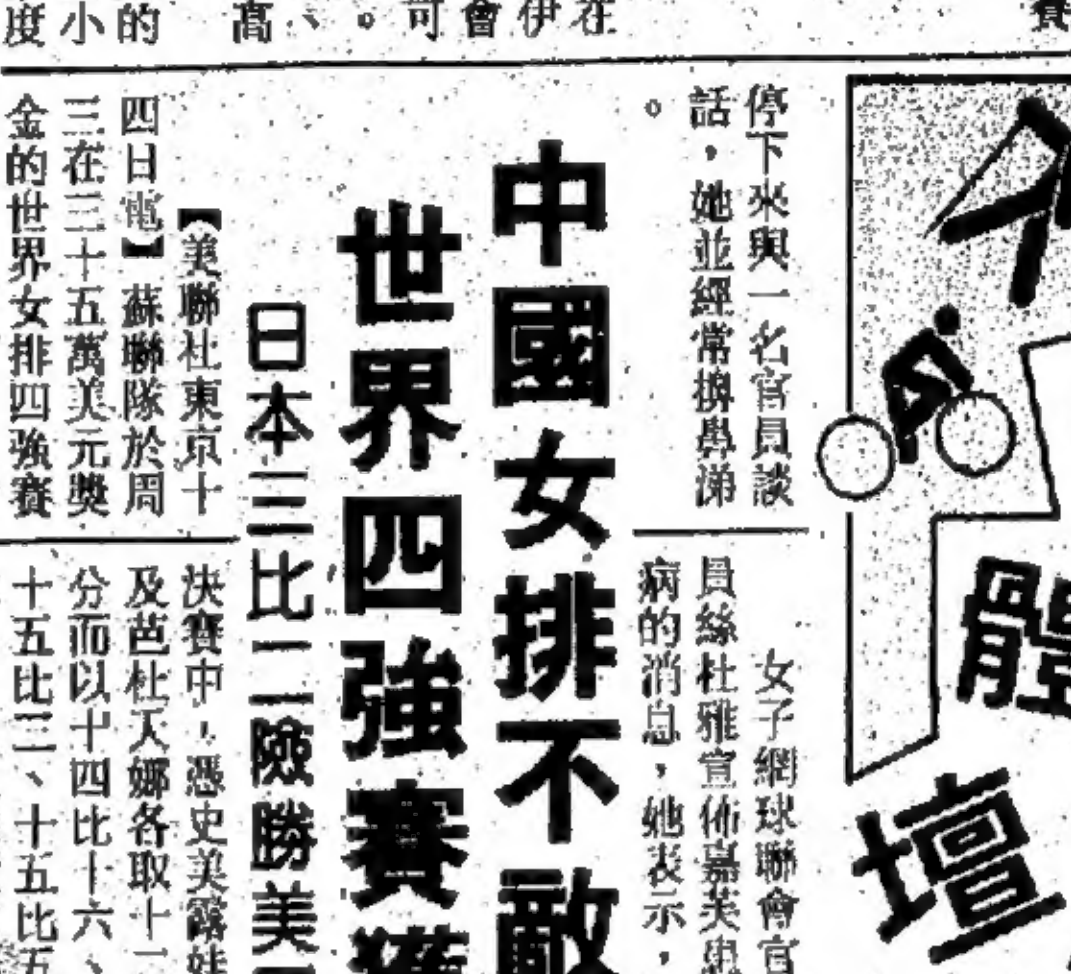 停下來與一名官員談
話，她並經常擤鼻涕
。
女子網球聯會官
員絲杜雅宣佈嘉芙
病的消息，她表示，
體
壇
中國女排不敵
世界四強賽獲
日本三比二險勝美
【美聯社東京十
四日電】蘇聯隊於周
三在三十五萬美元獎
金的世界女排四強賽
決賽中，憑史美露娃
及芭杜天娜各取十一
分而以十四比十六、
十五比三、十五比五
在
伊
會
可
。
、
高
的
小
度